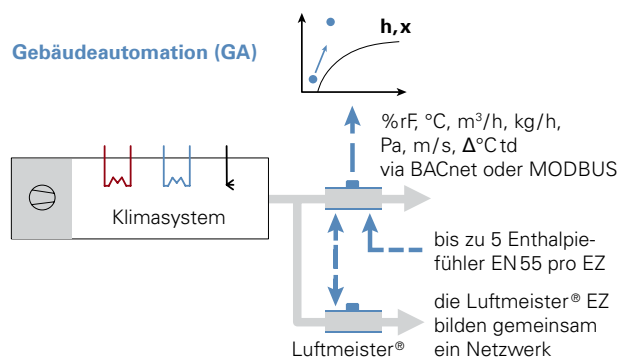 h,x
Gebäudeautomation (GA)
%rF, °C, m³/h, kg/h,
Pa, m/s, Δ°C td
via BACnet oder MODBUS
Klimasystem
bis zu 5 Enthalpie-
fühler EN55 pro EZ
die Luftmeister® EZ
bilden gemeinsam
ein Netzwerk
Luftmeister®